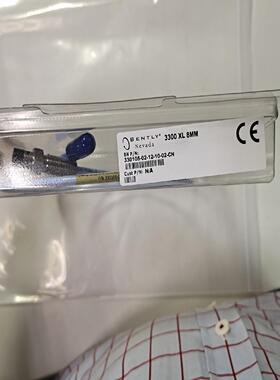 BENTLY
Nevada
3300 XL 8MM
BN P/N:
330105-02-12-10-02-CN
Cust P/N: N/A
CE